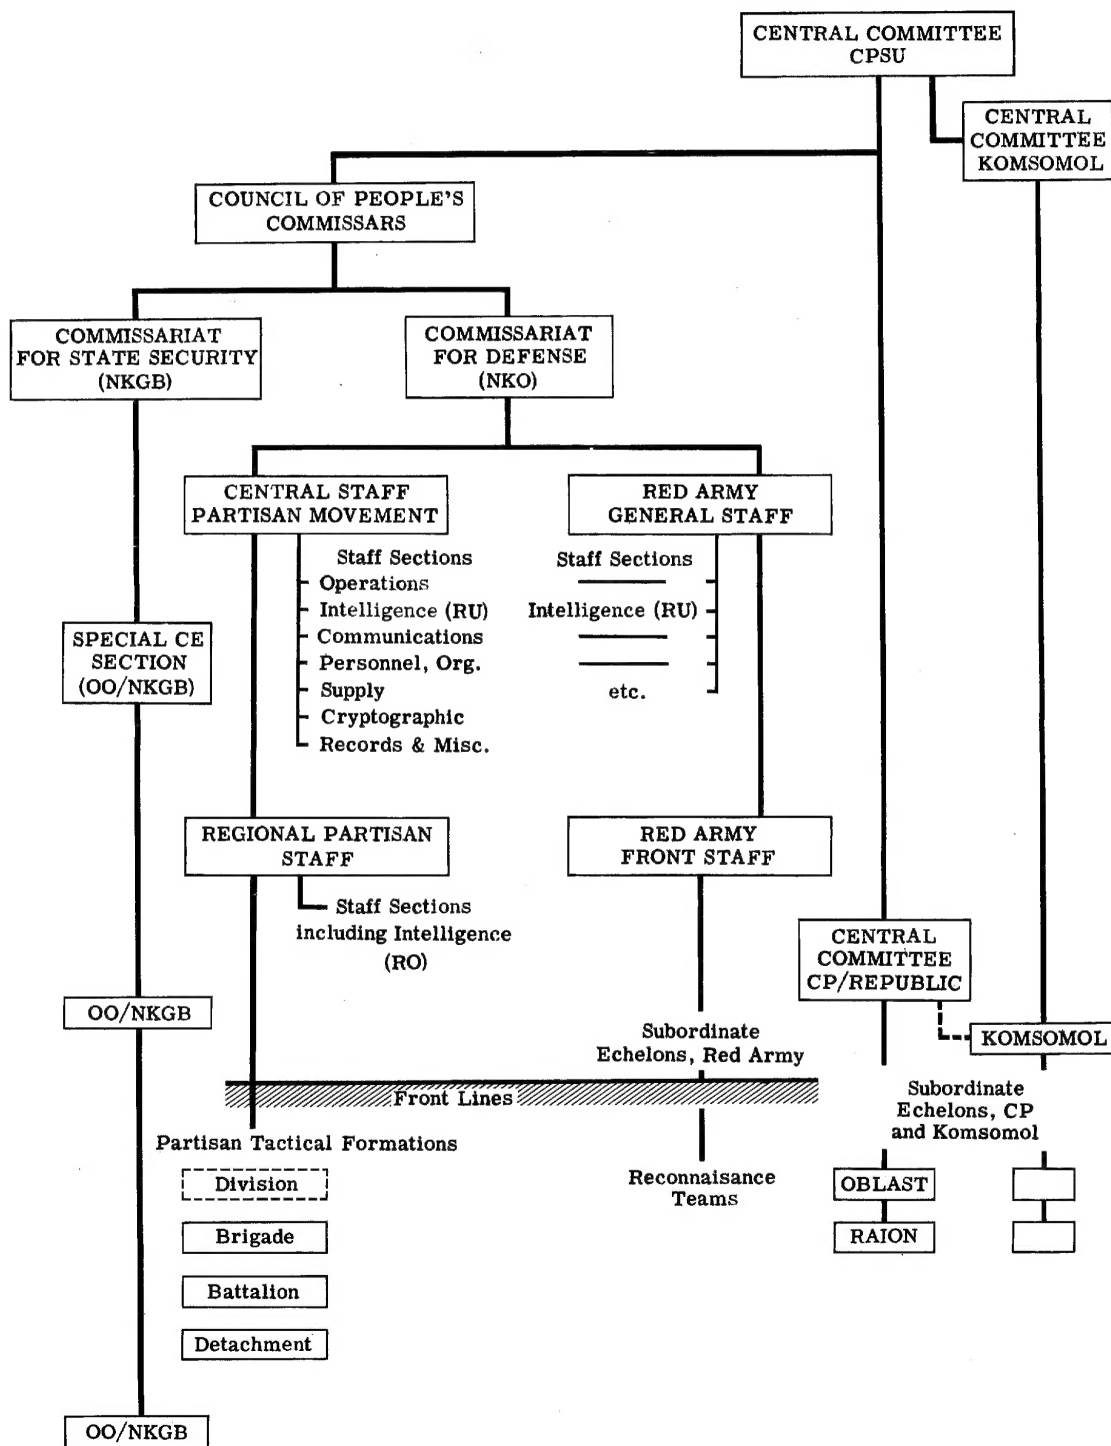 CENTRAL COMMITTEE
CPSU
CENTRAL
COMMITTEE
KOMSOMOL
COUNCIL OF PEOPLE'S
COMMISSARS
COMMISSARIAT
FOR STATE SECURITY
(NKGB)
COMMISSARIAT
FOR DEFENSE
(NKO)
CENTRAL STAFF
PARTISAN MOVEMENT
RED ARMY
GENERAL STAFF
Staff Sections
Operations
Intelligence (RU)
Communications
Personnel, Org.
Supply
Cryptographic
Records & Misc.
Staff Sections
Intelligence (RU)
etc.
SPECIAL CE
SECTION
(OO/NKGB)
REGIONAL PARTISAN
STAFF
RED ARMY
FRONT STAFF
Staff Sections
including Intelligence
(RO)
CENTRAL
COMMITTEE
CP/REPUBLIC
OO/NKGB
Subordinate
Echelons, Red Army
KOMSOMOL
Front Lines
Subordinate
Echelons, CP
and Komsomol
Partisan Tactical Formations
Division
Brigade
Battalion
Detachment
Reconnaisance
Teams
OBLAST
RAION
OO/NKGB